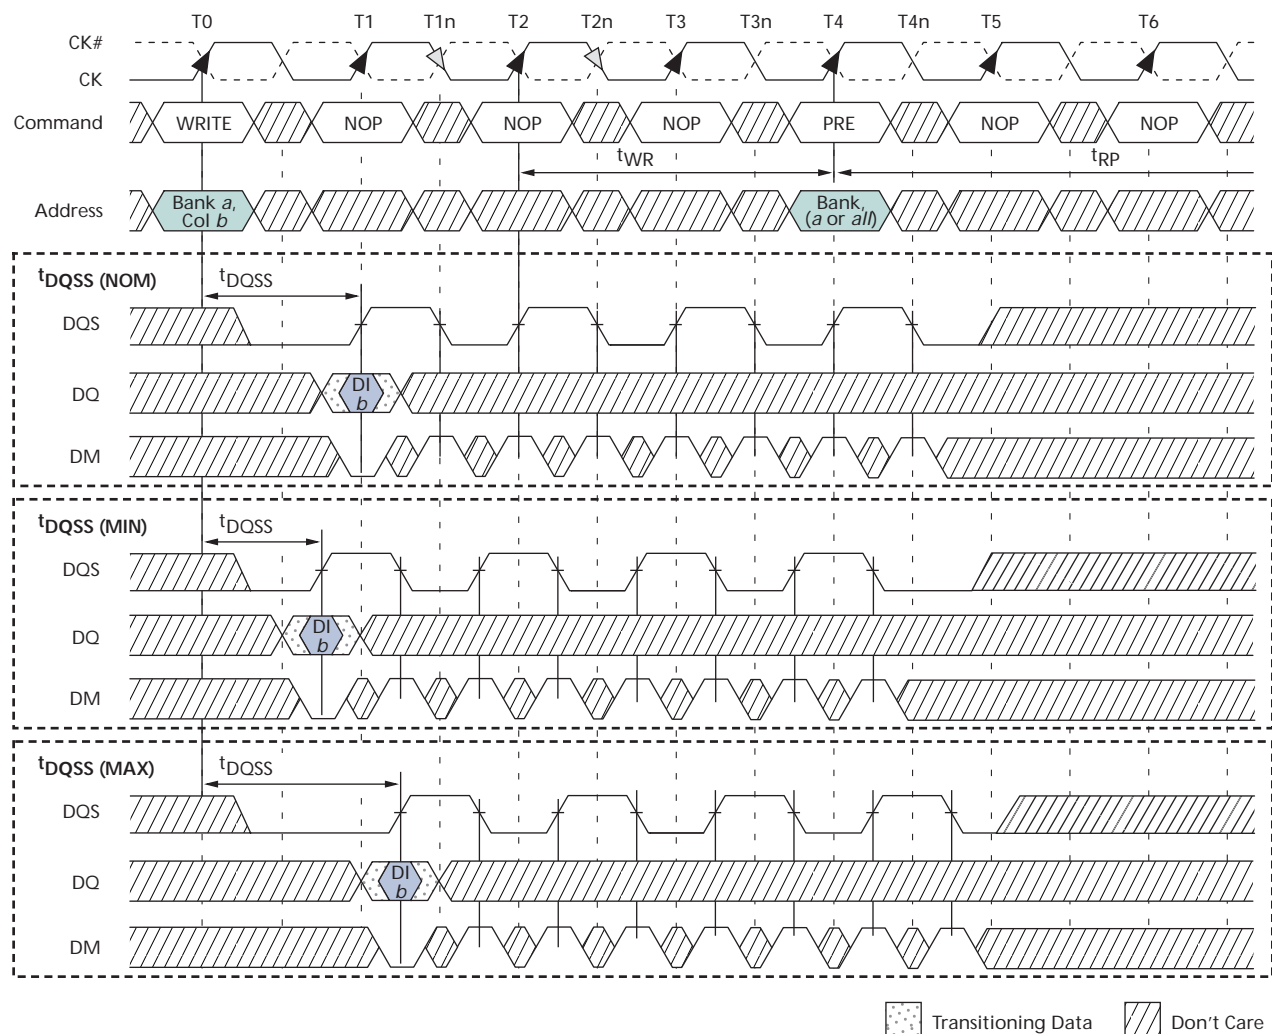 T0 T1 T1n T2 T2n T3 T3n T4 T4n T5 T6
CK#
CK
Command WRITE NOP NOP NOP PRE NOP NOP
tWR tRP
Address Bank a, Col b Bank, (a or all)
tDQSS (NOM) tDQSS
DQS
DQ DI b
DM
tDQSS (MIN) tDQSS
DQS
DQ DI b
DM
tDQSS (MAX) tDQSS
DQS
DQ DI b
DM
Transitioning Data Don't Care